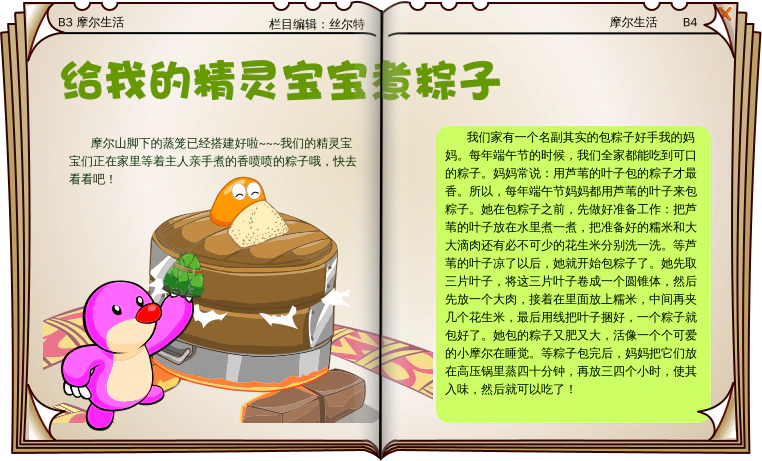 B3 摩尔生活
栏目编辑：丝尔特
摩尔生活 B4
给我的精灵宝宝煮粽子
摩尔山脚下的蒸笼已经搭建好啦~~~我们的精灵宝
宝们正在家里等着主人亲手煮的香喷喷的粽子哦，快去
看看吧！
我们家有一个名副其实的包粽子好手我的妈
妈。每年端午节的时候，我们全家都能吃到可口
的粽子。妈妈常说：用芦苇的叶子包的粽子才最
香。所以，每年端午节妈妈都用芦苇的叶子来包
粽子。她在包粽子之前，先做好准备工作：把芦
苇的叶子放在水里煮一煮，把准备好的糯米和大
大滴肉还有必不可少的花生米分别洗一洗。等芦
苇的叶子凉了以后，她就开始包粽子了。她先取
三片叶子，将这三片叶子卷成一个圆锥体，然后
先放一个大肉，接着在里面放上糯米，中间再夹
几个花生米，最后用线把叶子捆好，一个粽子就
包好了。她包的粽子又肥又大，活像一个个可爱
的小摩尔在睡觉。等粽子包完后，妈妈把它们放
在高压锅里蒸四十分钟，再放三四个小时，使其
入味，然后就可以吃了！